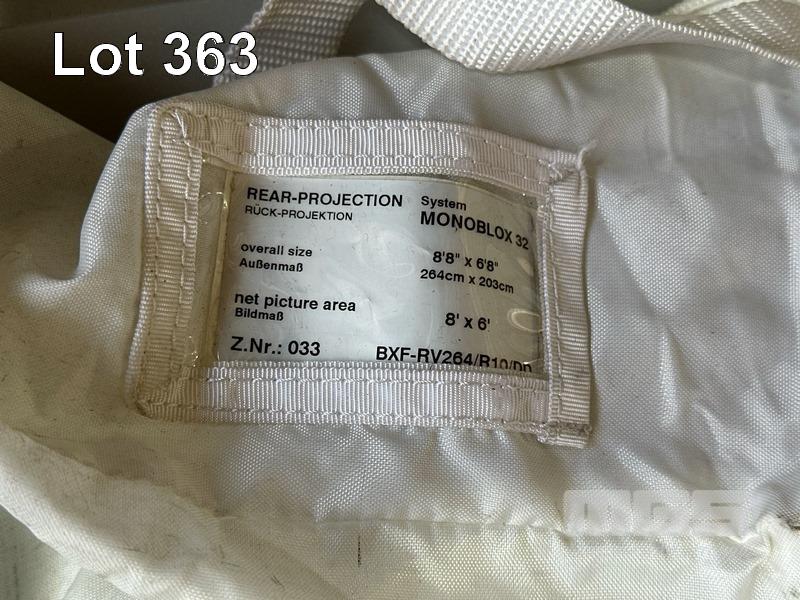 Lot 363
REAR-PROJECTION System
RÜCK-PROJEKTION MONOBLOX 32
overall size 8'8" x 6'8"
Außenmaß 264cm x 203cm
net picture area
Bildmaß 8' x 6'
Z.Nr.: 033 BXF-RV264/R10/DD
MDS